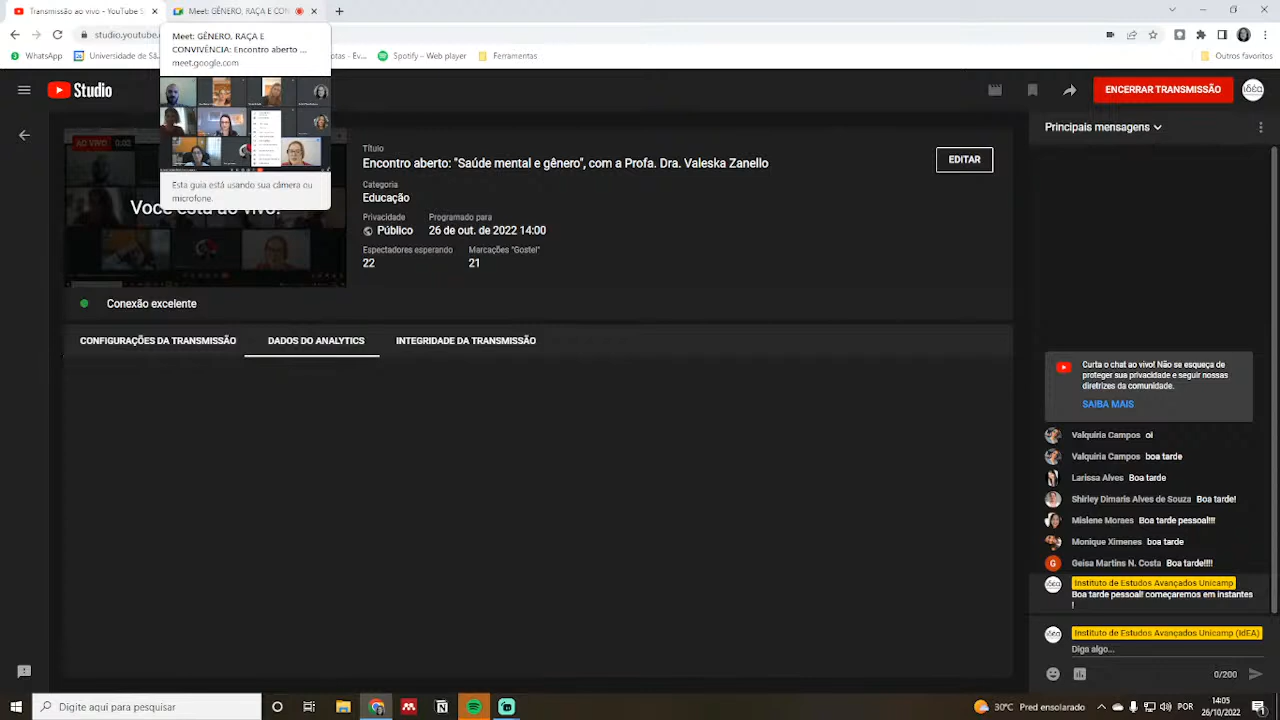 Transmissão ao vivo - YouTube S
Meet: GÊNERO, RAÇA E CON
studio.youtube.
WhatsApp
Universidade de Sã
Spotify – Web player
Ferramentas
Outros favoritos
Meet: GÊNERO, RAÇA E
CONVIVÊNCIA: Encontro aberto ...
meet.google.com
Esta guia está usando sua câmera ou
microfone.
Studio
ENCERRAR TRANSMISSÃO
AO VIVO 0:03
Você está ao vivo!
Título
Encontro aberto: "Saúde mental e gênero", com a Profa. Dra. Valeska Zanello
Categoria
Educação
Privacidade
Programado para
Público
26 de out. de 2022 14:00
Espectadores esperando
Marcações "Gostei"
22
21
Conexão excelente
CONFIGURAÇÕES DA TRANSMISSÃO
DADOS DO ANALYTICS
INTEGRIDADE DA TRANSMISSÃO
Curta o chat ao vivo! Não se esqueça de
proteger sua privacidade e seguir nossas
diretrizes da comunidade.
SAIBA MAIS
Valquíria Campos oi
Valquíria Campos boa tarde
Larissa Alves Boa tarde
Shirley Dimaris Alves de Souza Boa tarde!
Mislene Moraes Boa tarde pessoal!!!
Monique Ximenes boa tarde
G
Geisa Martins N. Costa Boa tarde!!!!
Instituto de Estudos Avançados Unicamp
Boa tarde pessoal! começaremos em instantes
!
Instituto de Estudos Avançados Unicamp (IdEA)
Diga algo...
0/200
Digite aqui para pesquisar
30°C Pred ensolarado
POR
14:05
26/10/2022